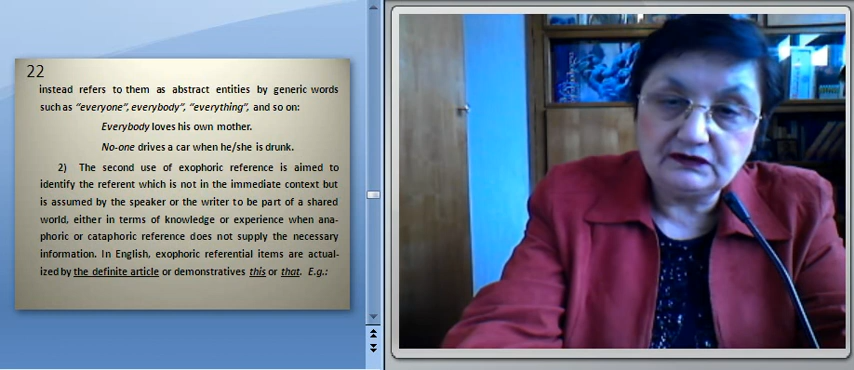 22
instead refers to them as abstract entities by generic words
such as “everyone”, everybody”, “everything”, and so on:
Everybody loves his own mother.
No-one drives a car when he/she is drunk.
2) The second use of exophoric reference is aimed to
identify the referent which is not in the immediate context but
is assumed by the speaker or the writer to be part of a shared
world, either in terms of knowledge or experience when ana-
phoric or cataphoric reference does not supply the necessary
information. In English, exophoric referential items are actual-
ized by the definite article or demonstratives this or that. E.g.: